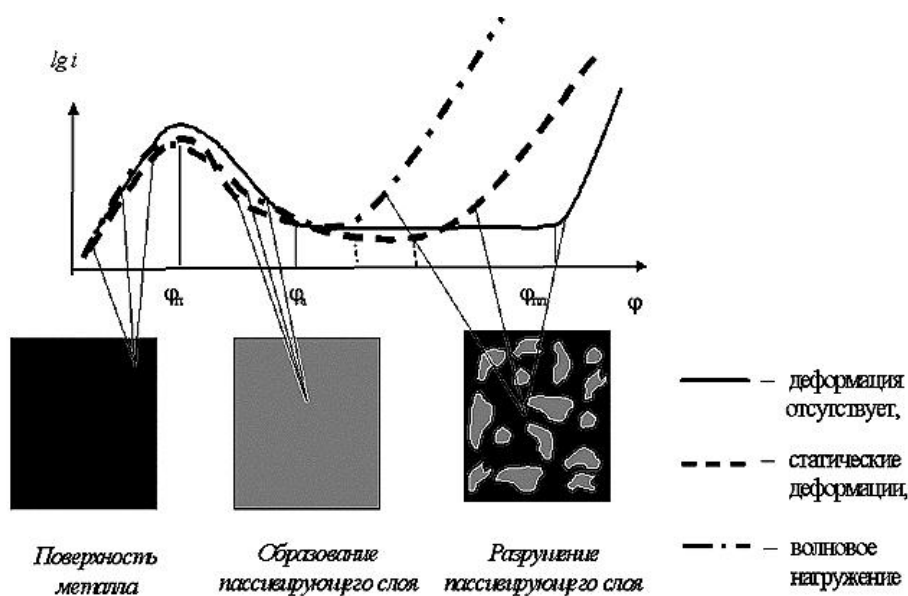 lg i
φп
φа
φпп
φ
деформация
отсутствует,
статические
деформации,
волновое
нагружение
Поверхность
металла
Образование
пассивирующего слоя
Разрушение
пассивирующего слоя